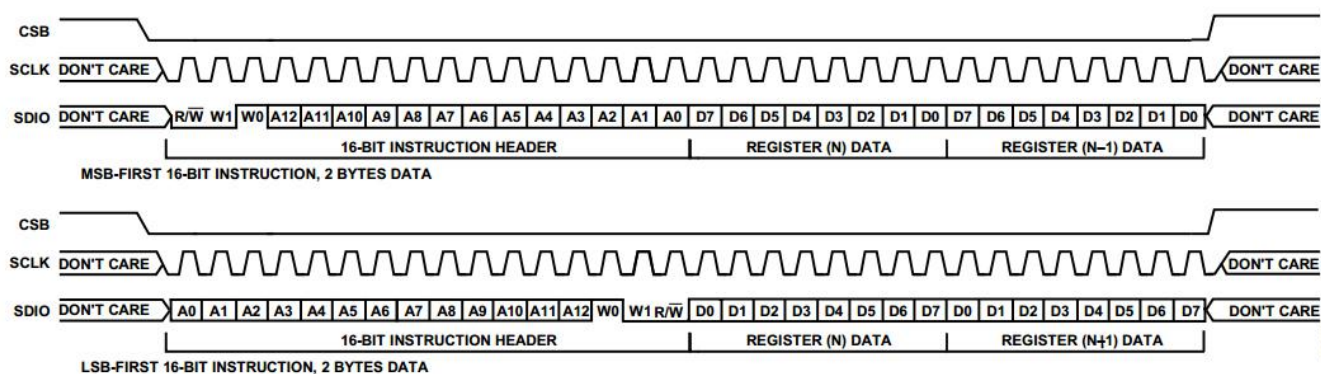 CSB
SCLK DON'T CARE DON'T CARE
SDIO DON'T CARE R/W̅ W1 W0 A12 A11 A10 A9 A8 A7 A6 A5 A4 A3 A2 A1 A0 D7 D6 D5 D4 D3 D2 D1 D0 D7 D6 D5 D4 D3 D2 D1 D0 DON'T CARE
16-BIT INSTRUCTION HEADER REGISTER (N) DATA REGISTER (N–1) DATA
MSB-FIRST 16-BIT INSTRUCTION, 2 BYTES DATA
CSB
SCLK DON'T CARE DON'T CARE
SDIO DON'T CARE A0 A1 A2 A3 A4 A5 A6 A7 A8 A9 A10 A11 A12 W0 W1 R/W̅ D0 D1 D2 D3 D4 D5 D6 D7 D0 D1 D2 D3 D4 D5 D6 D7 DON'T CARE
16-BIT INSTRUCTION HEADER REGISTER (N) DATA REGISTER (N+1) DATA
LSB-FIRST 16-BIT INSTRUCTION, 2 BYTES DATA